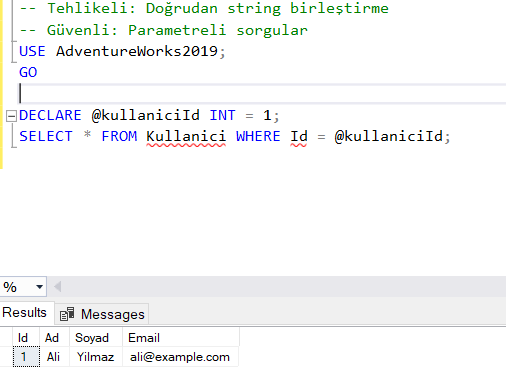 -- Tehlikeli: Doğrudan string birleştirme
-- Güvenli: Parametreli sorgular
USE AdventureWorks2019;
GO
DECLARE @kullaniciId INT = 1;
SELECT * FROM Kullanici WHERE Id = @kullaniciId;
%
Results Messages
Id Ad Soyad Email
1 Ali Yilmaz ali@example.com